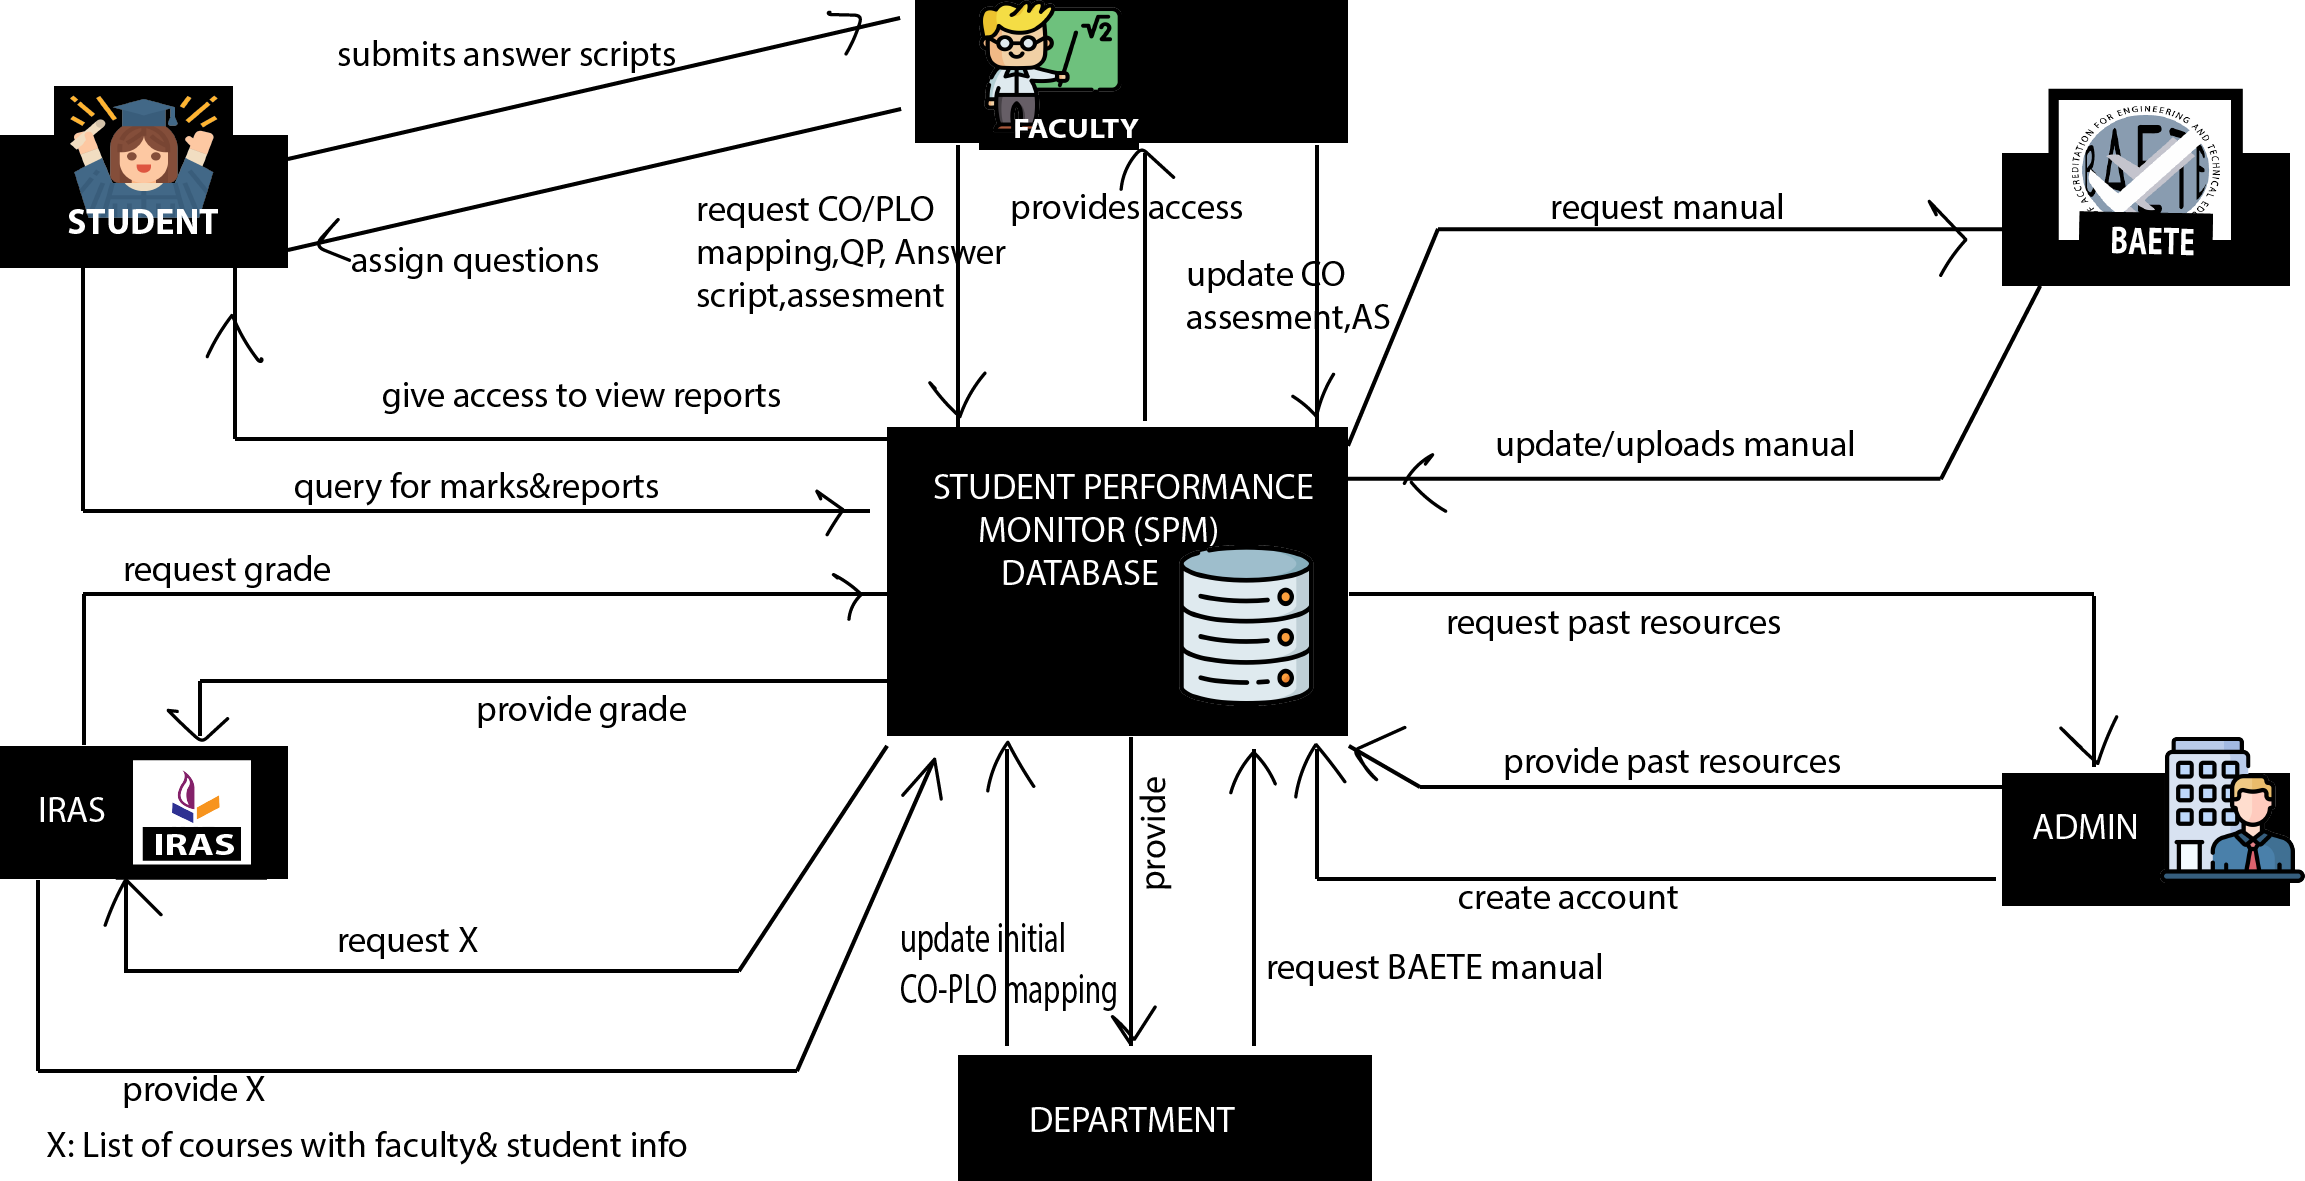 submits answer scripts
√2
FACULTY
STUDENT
ACCREDITATION FOR ENGINEERING AND TECHNICAL
BAETE
BAETE
assign questions
request CO/PLO
mapping,QP, Answer
script,assesment
provides access
update CO
assesment,AS
request manual
give access to view reports
update/uploads manual
query for marks&reports
STUDENT PERFORMANCE
MONITOR (SPM)
DATABASE
request grade
request past resources
provide grade
provide past resources
IRAS
IRAS
ADMIN
provide
create account
request X
update initial
CO-PLO mapping
request BAETE manual
provide X
DEPARTMENT
X: List of courses with faculty& student info